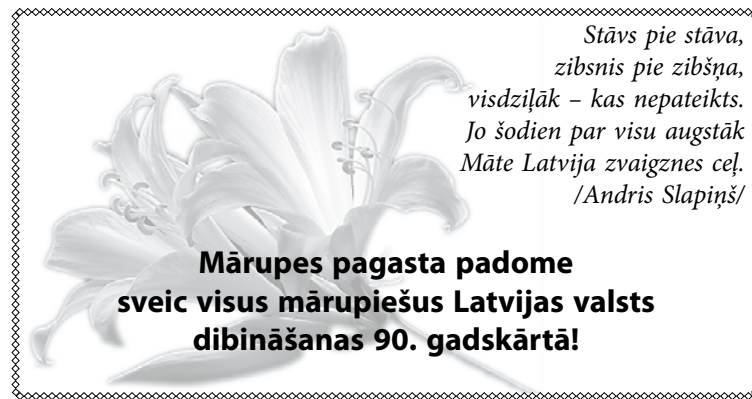 Stāvs pie stāva,
zibsnis pie zibšņa,
visdziļāk – kas nepateikts.
Jo šodien par visu augstāk
Māte Latvija zvaigznes ceļ.
/Andris Slapiņš/
Mārupes pagasta padome
sveic visus mārupiešus Latvijas valsts
dibināšanas 90. gadskārtā!